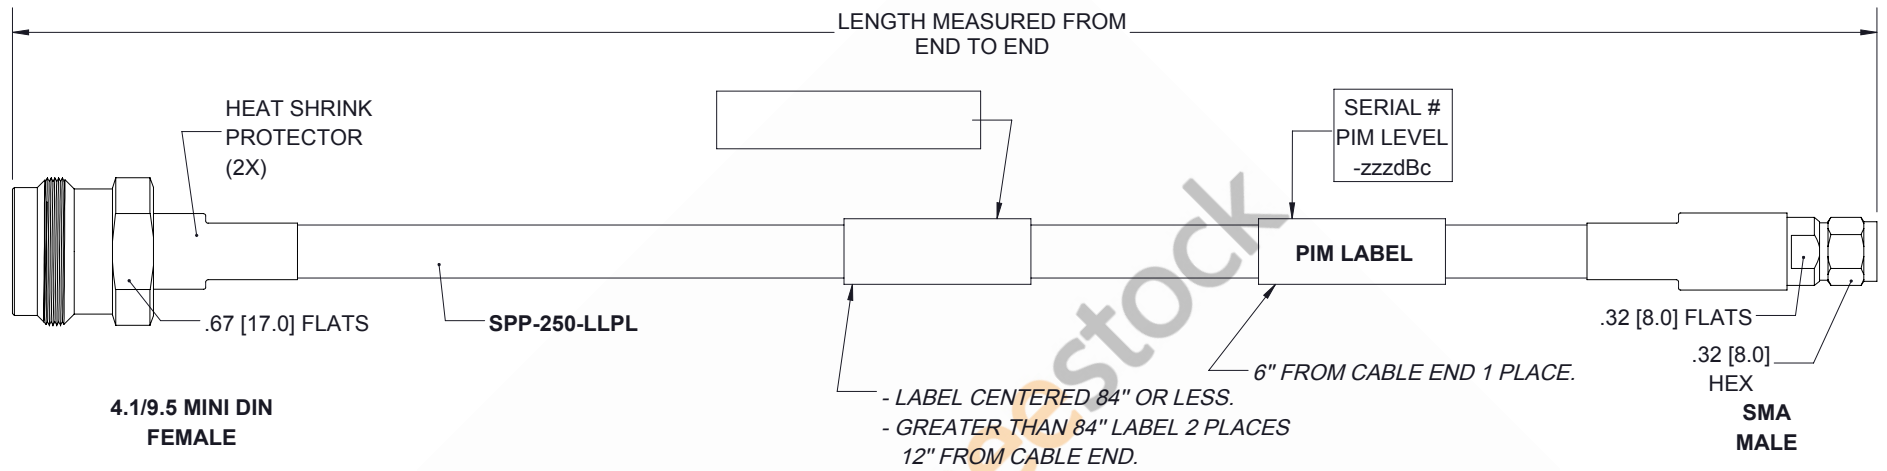 LENGTH MEASURED FROM
END TO END
HEAT SHRINK
PROTECTOR
(2X)
SERIAL #
PIM LEVEL
-zzzdBc
PIM LABEL
.67 [17.0] FLATS
SPP-250-LLPL
.32 [8.0] FLATS
.32 [8.0]
HEX
6" FROM CABLE END 1 PLACE.
- LABEL CENTERED 84" OR LESS.
- GREATER THAN 84" LABEL 2 PLACES
12" FROM CABLE END.
4.1/9.5 MINI DIN
FEMALE
SMA
MALE
estock